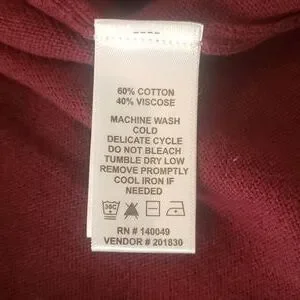 60% COTTON
40% VISCOSE
MACHINE WASH
COLD
DELICATE CYCLE
DO NOT BLEACH
TUMBLE DRY LOW
REMOVE PROMPTLY
COOL IRON IF
NEEDED
30C
RN # 140049
VENDOR # 201830